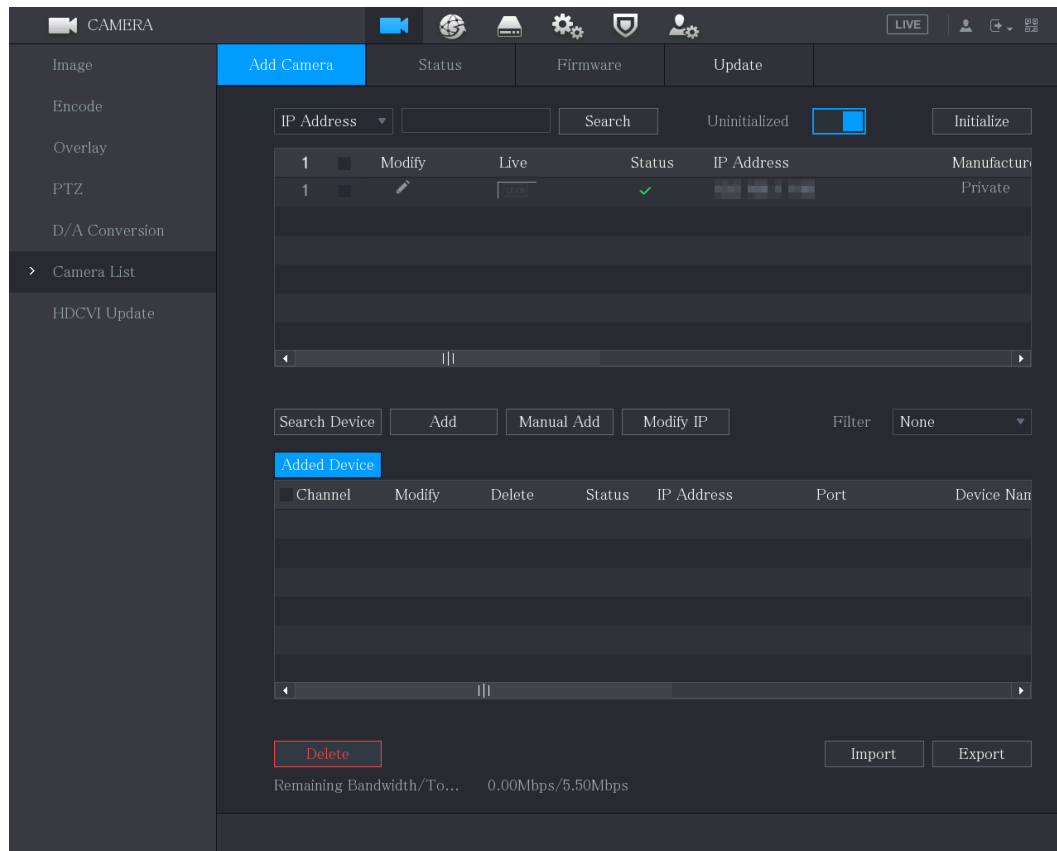 CAMERA LIVE
Image
Encode
Overlay
PTZ
D/A Conversion
Camera List
HDCVI Update
Add Camera Status Firmware Update
IP Address Search Uninitialized Initialize
1 Modify Live Status IP Address Manufacture
1 LIVE Private
Search Device Add Manual Add Modify IP Filter None
Added Device
Channel Modify Delete Status IP Address Port Device Nam
Delete Import Export
Remaining Bandwidth/To... 0.00Mbps/5.50Mbps